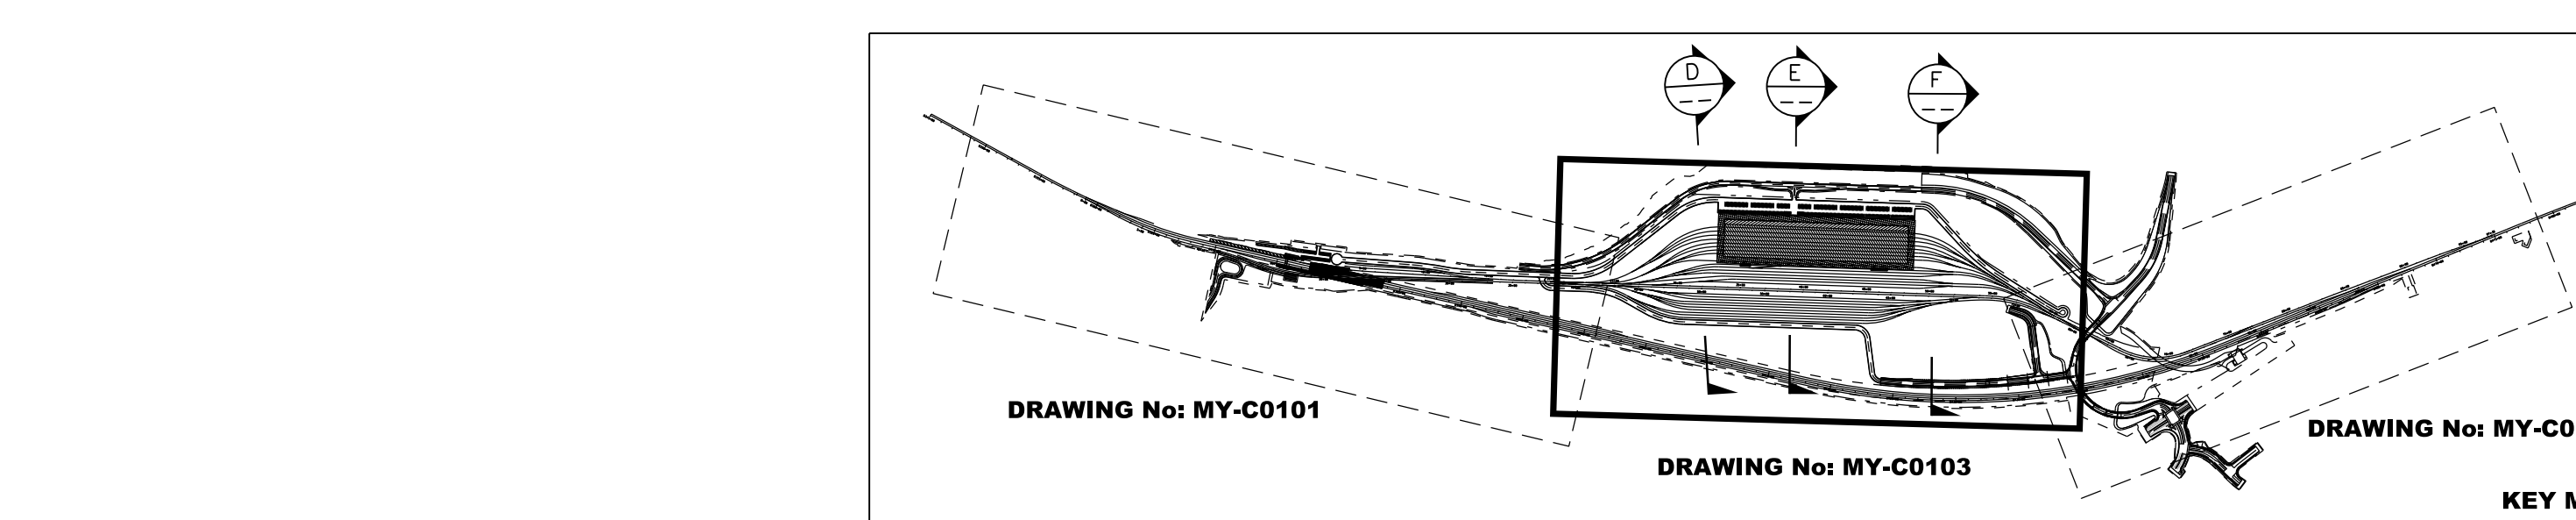 D
E
F
DRAWING No: MY-C0101
DRAWING No: MY-C0103
DRAWING No: MY-C0
KEY